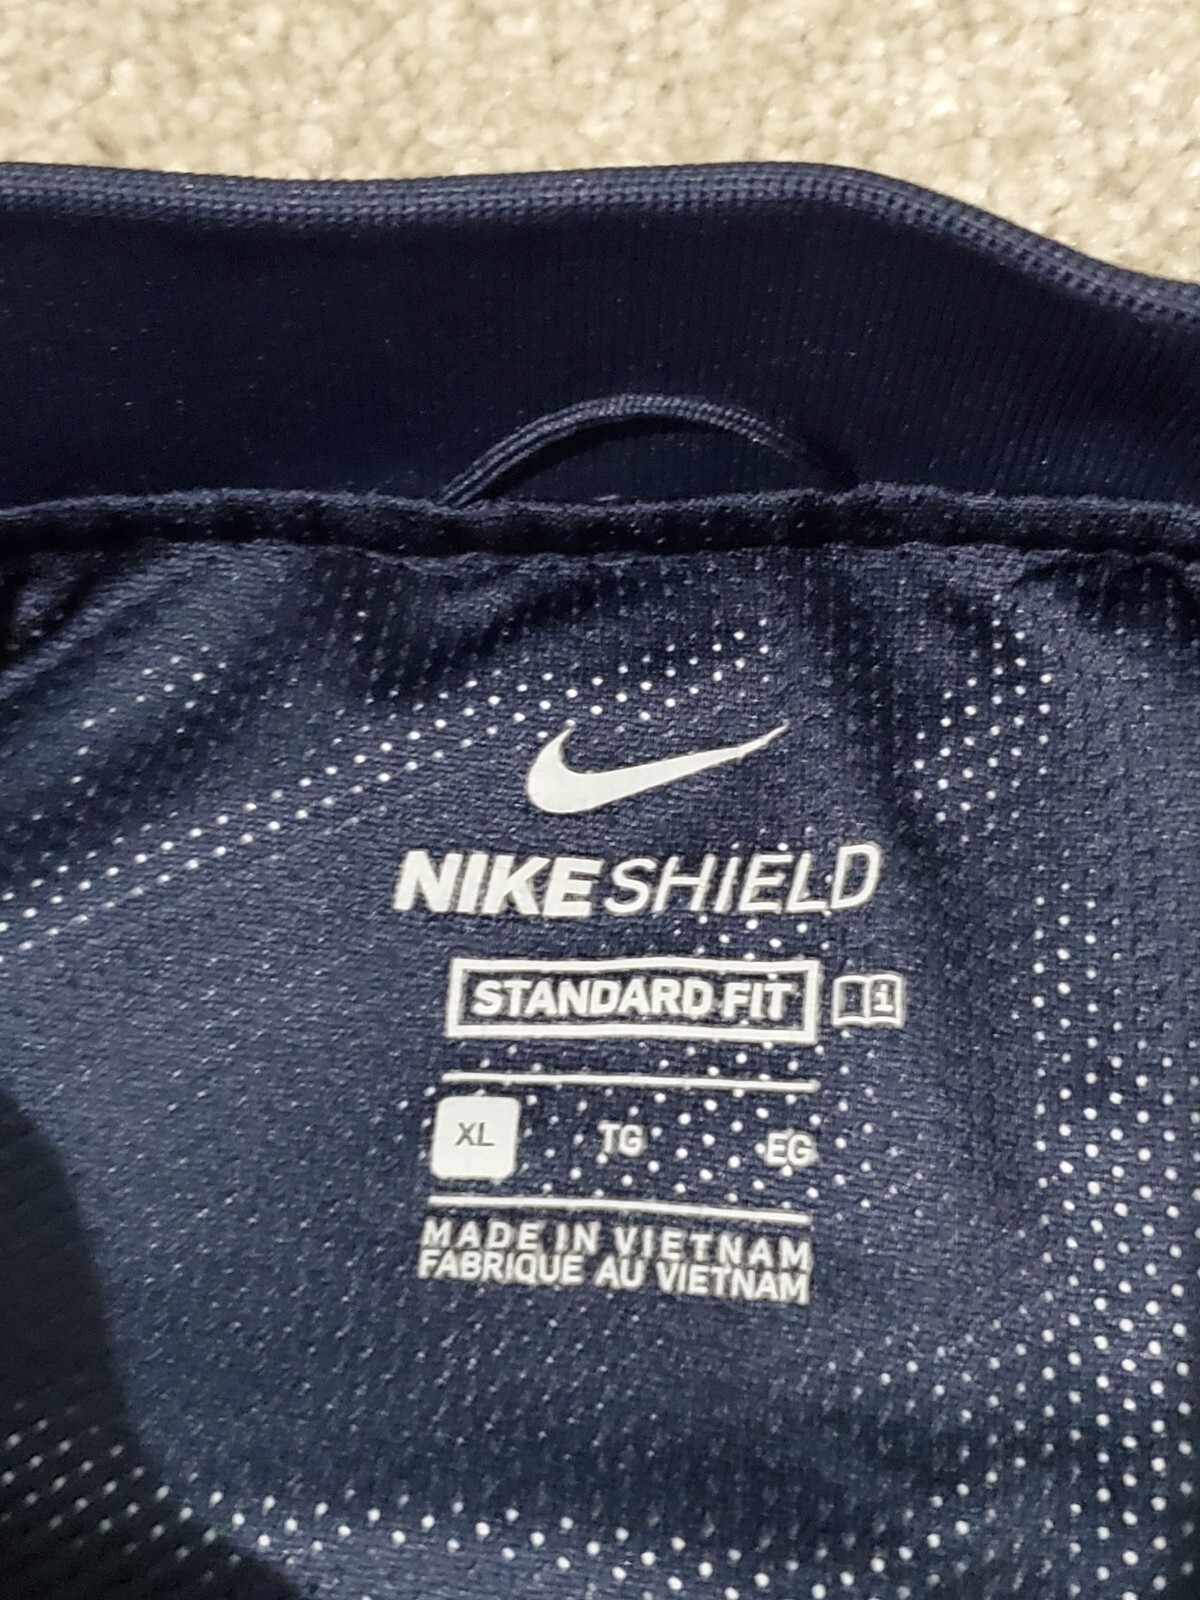 NIKE SHIELD
STANDARD FIT
XL TG EG
MADE IN VIETNAM
FABRIQUE AU VIETNAM